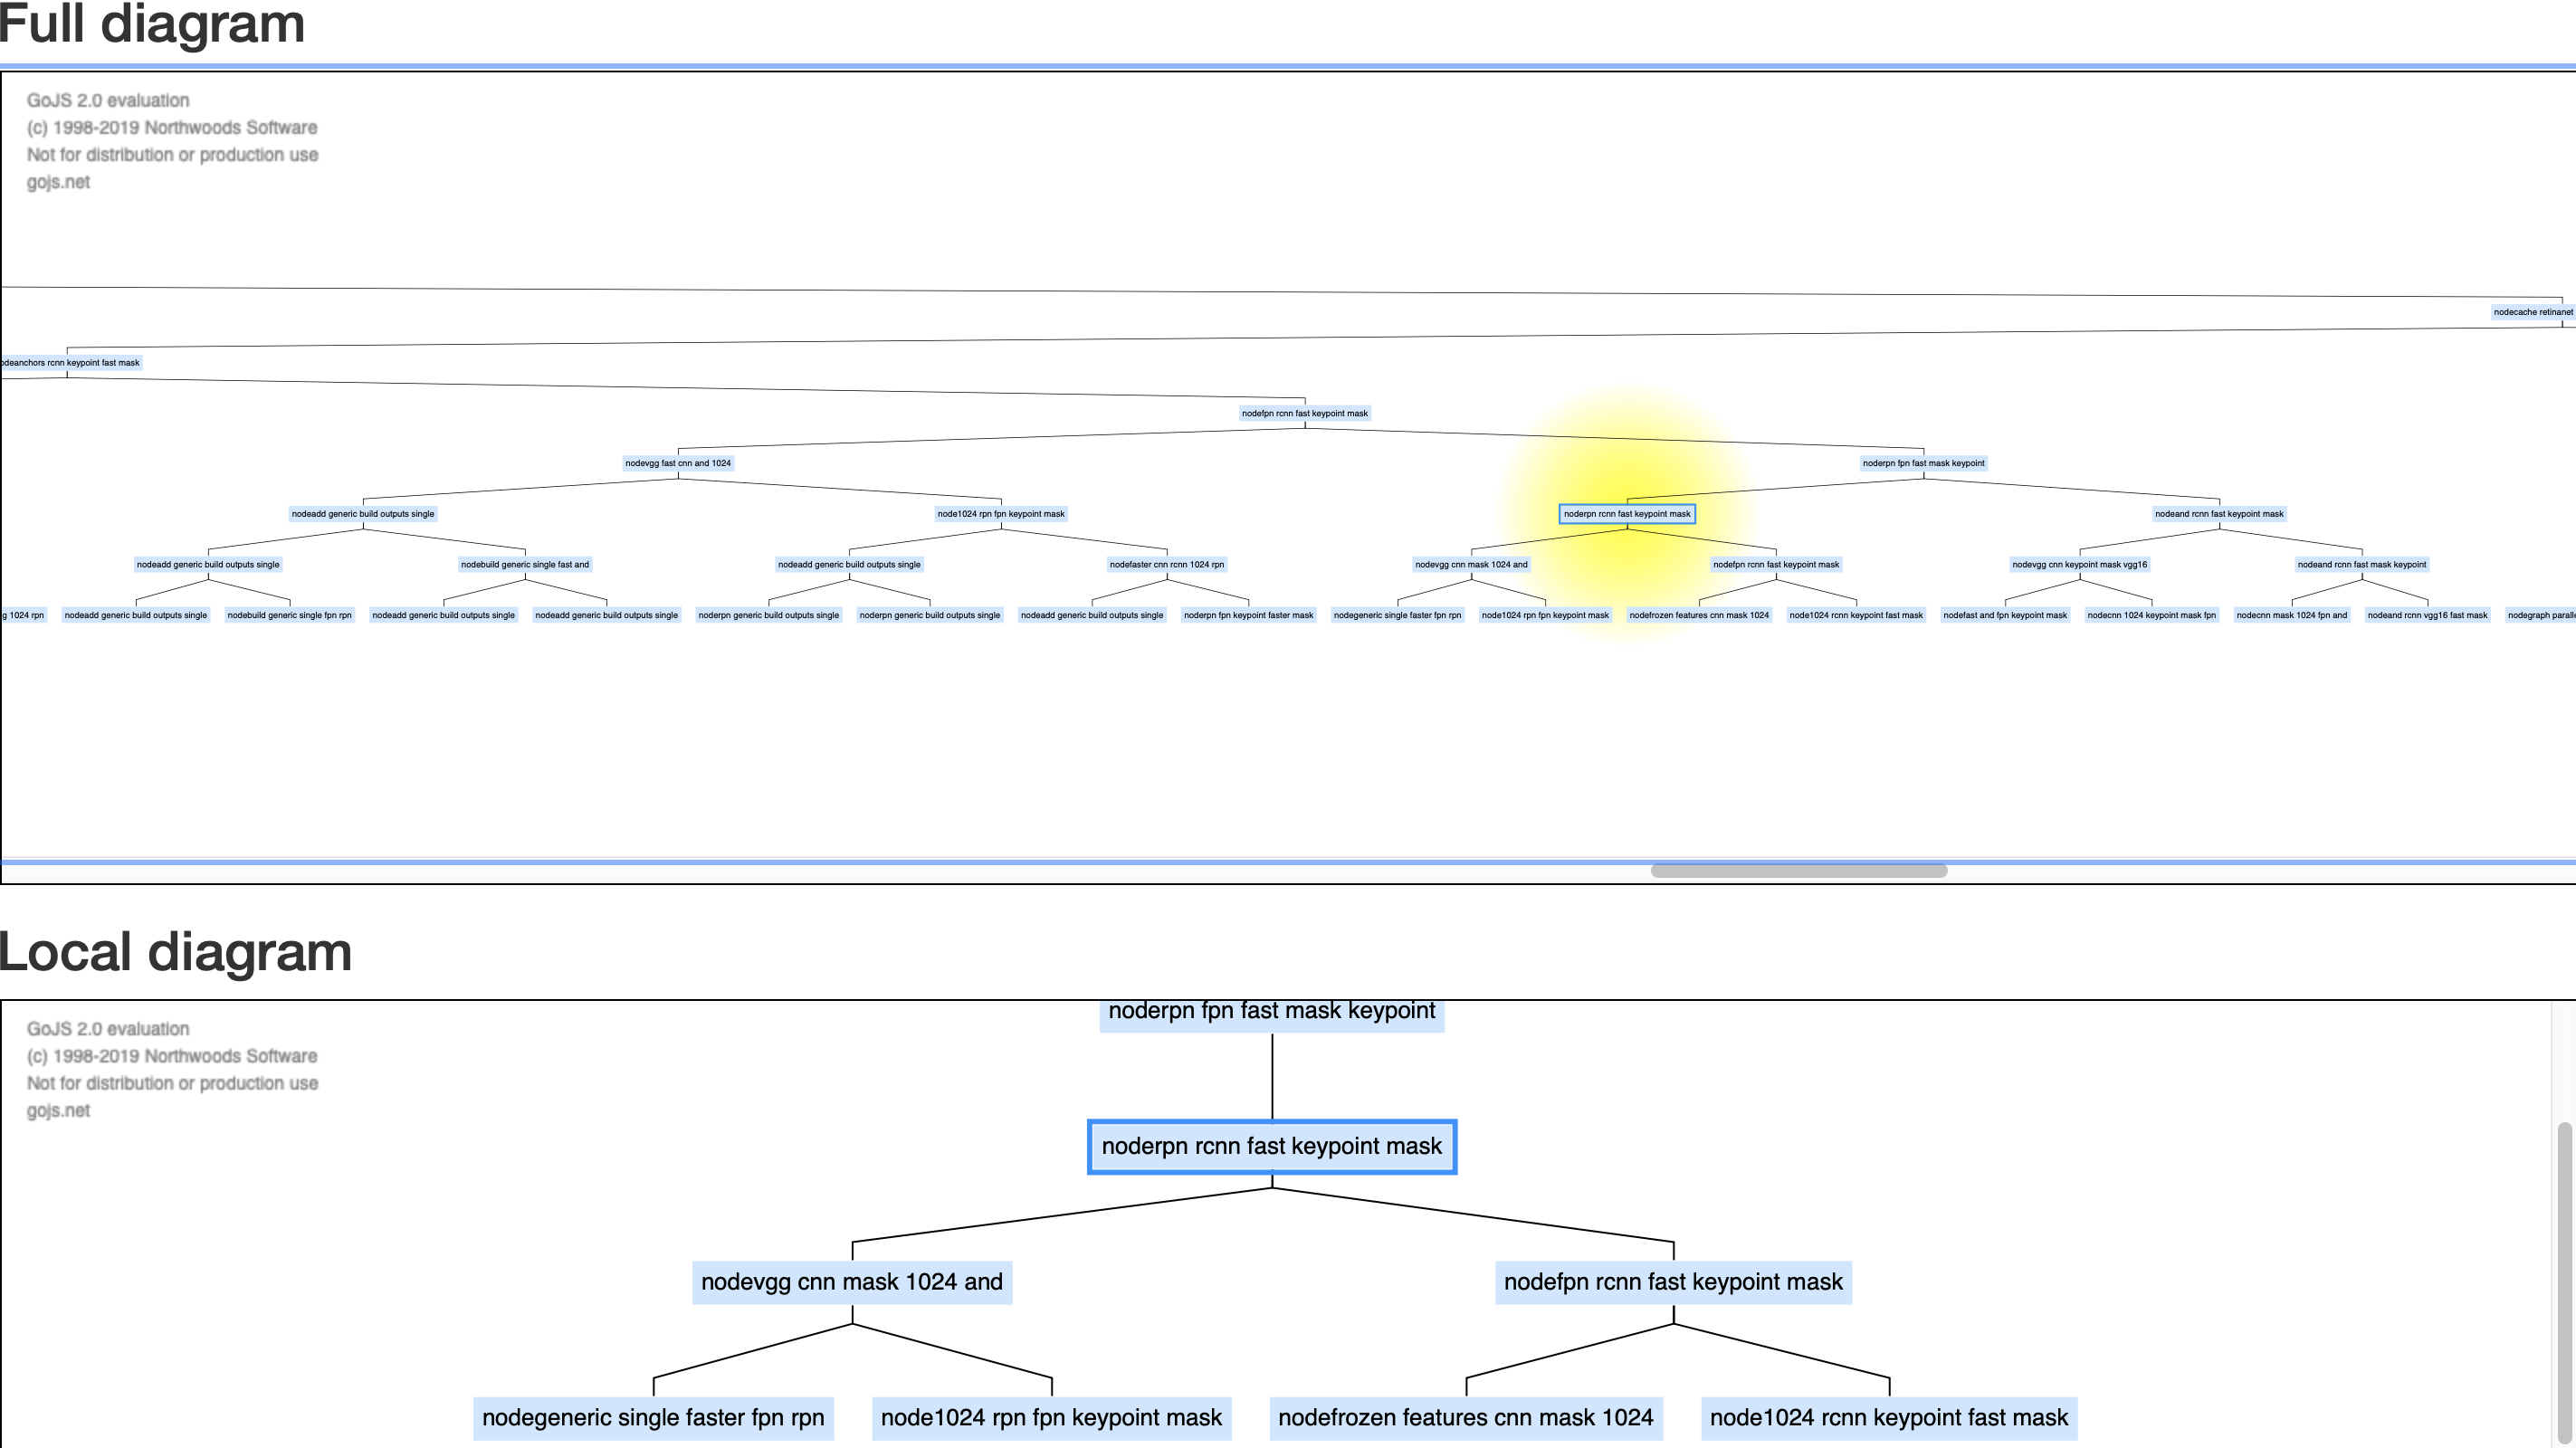 Full diagram
GoJS 2.0 evaluation
(c) 1998-2019 Northwoods Software
Not for distribution or production use
gojs.net
nodecache retinanet
odeanchors rcnn keypoint fast mask
nodefpn rcnn fast keypoint mask
nodevgg fast cnn and 1024
noderpn fpn fast mask keypoint
nodeadd generic build outputs single
node1024 rpn fpn keypoint mask
noderpn rcnn fast keypoint mask
nodeand rcnn fast keypoint mask
nodeadd generic build outputs single
nodebuild generic single fast and
nodeadd generic build outputs single
nodefaster cnn rcnn 1024 rpn
nodevgg cnn mask 1024 and
nodefpn rcnn fast keypoint mask
nodevgg cnn keypoint mask vgg16
nodeand rcnn fast mask keypoint
g 1024 rpn
nodeadd generic build outputs single
nodebuild generic single fpn rpn
nodeadd generic build outputs single
nodeadd generic build outputs single
noderpn generic build outputs single
noderpn generic build outputs single
nodeadd generic build outputs single
noderpn fpn keypoint faster mask
nodegeneric single faster fpn rpn
node1024 rpn fpn keypoint mask
nodefrozen features cnn mask 1024
node1024 rcnn keypoint fast mask
nodefast and fpn keypoint mask
nodecnn 1024 keypoint mask fpn
nodecnn mask 1024 fpn and
nodeand rcnn vgg16 fast mask
nodegraph paralle
Local diagram
GoJS 2.0 evaluation
(c) 1998-2019 Northwoods Software
Not for distribution or production use
gojs.net
noderpn fpn fast mask keypoint
noderpn rcnn fast keypoint mask
nodevgg cnn mask 1024 and
nodefpn rcnn fast keypoint mask
nodegeneric single faster fpn rpn
node1024 rpn fpn keypoint mask
nodefrozen features cnn mask 1024
node1024 rcnn keypoint fast mask